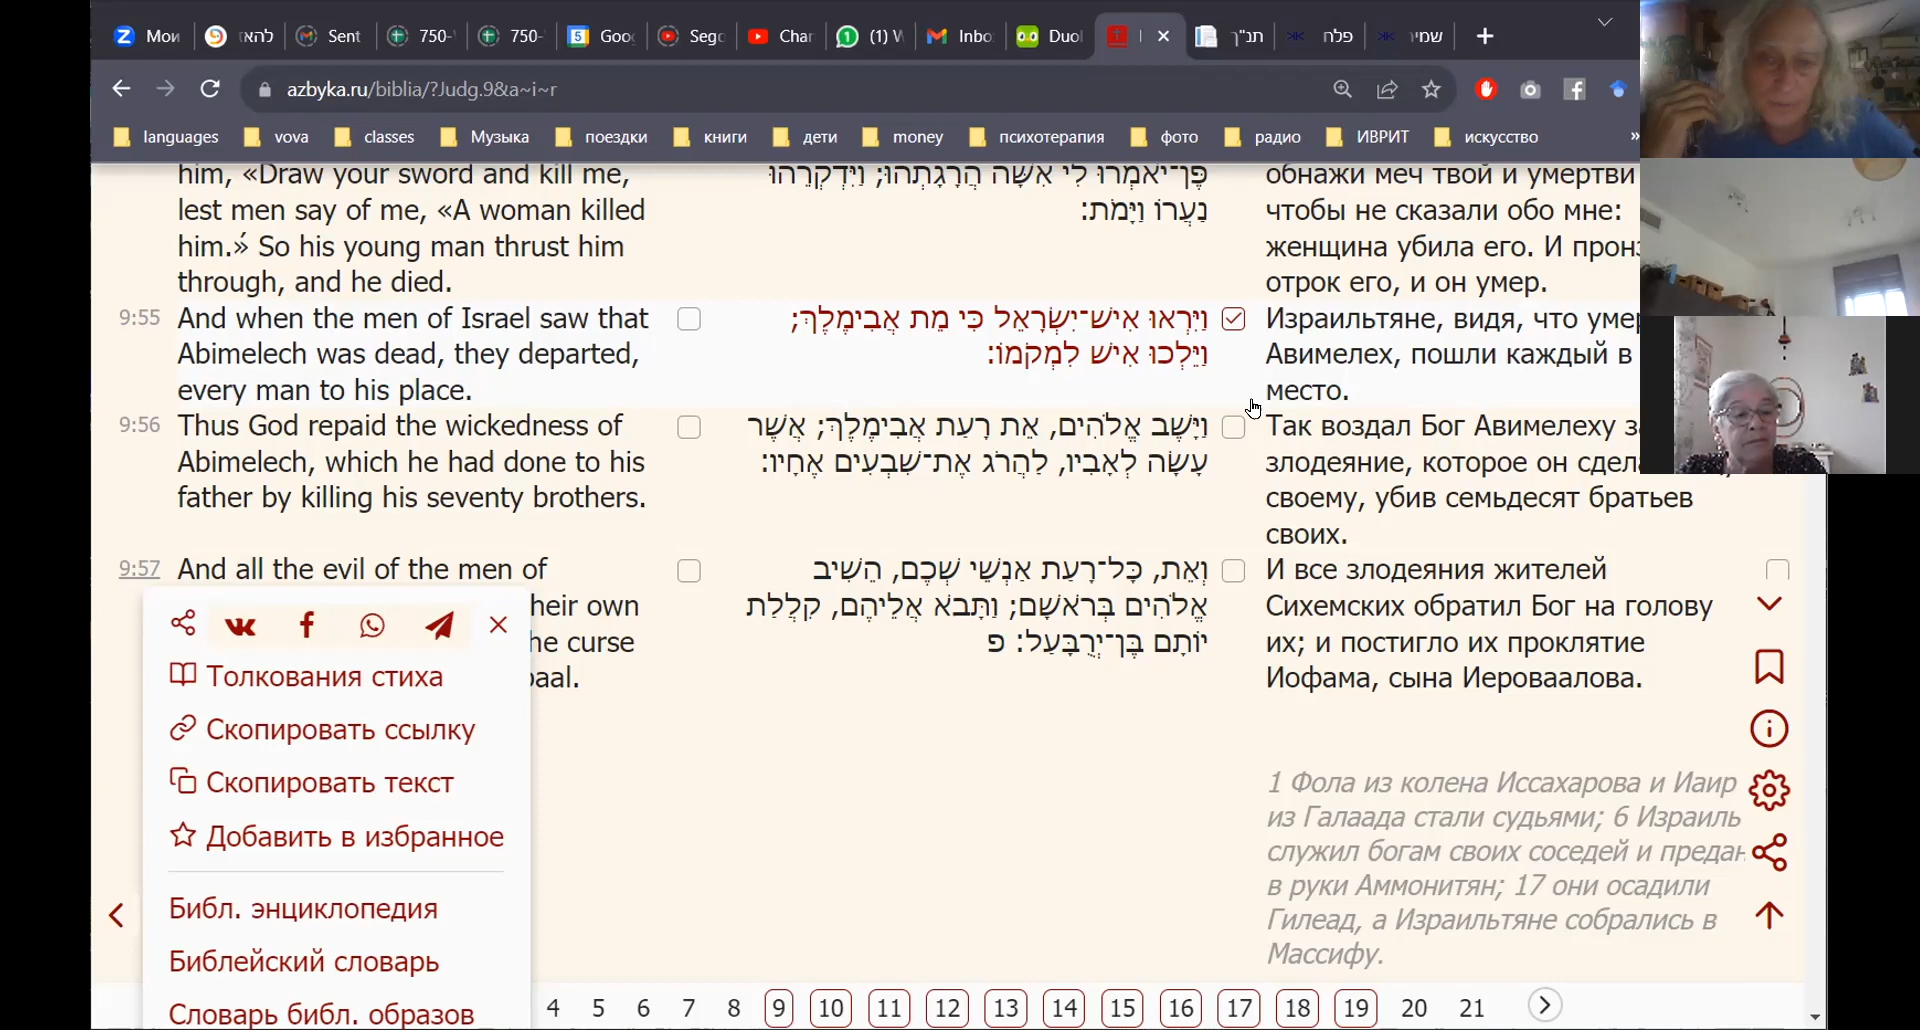 Мои
להאז
Sent
750-
750-
Goo
Sego
Char
(1) W
Inbo
Duol
תנ"ך
פלח
שמי
azbyka.ru/biblia/?Judg.9&a~i~r
languages
vova
classes
Музыка
поездки
книги
дети
money
психотерапия
фото
радио
ИВРИТ
искусство
»
him, «Draw your sword and kill me,
lest men say of me, «A woman killed
him.»́ So his young man thrust him
through, and he died.
פֶּן־יֹאמְרוּ לִי אִשָּׁה הֲרָגָתְהוּ; וַיִּדְקְרֵהוּ
נַעֲרוֹ וַיָּמֹת:
обнажи меч твой и умертви
чтобы не сказали обо мне:
женщина убила его. И прон
отрок его, и он умер.
9:55
And when the men of Israel saw that
Abimelech was dead, they departed,
every man to his place.
וַיִּרְאוּ אִישׁ־יִשְׂרָאֵל כִּי מֵת אֲבִימֶלֶךְ;
וַיֵּלְכוּ אִישׁ לִמְקֹמוֹ:
Израильтяне, видя, что умер
Авимелех, пошли каждый в
место.
9:56
Thus God repaid the wickedness of
Abimelech, which he had done to his
father by killing his seventy brothers.
וַיָּשֶׁב אֱלֹהִים, אֵת רָעַת אֲבִימֶלֶךְ; אֲשֶׁר
עָשָׂה לְאָבִיו, לַהֲרֹג אֶת־שִׁבְעִים אֶחָיו:
Так воздал Бог Авимелеху за
злодеяние, которое он сдела
своему, убив семьдесят братьев
своих.
9:57
And all the evil of the men of
heir own
he curse
baal.
וְאֵת, כָּל־רָעַת אַנְשֵׁי שְׁכֶם, הֵשִׁיב
אֱלֹהִים בְּרֹאשָׁם; וַתָּבֹא אֲלֵיהֶם, קִלֲלַת
יוֹתָם בֶּן־יְרֻבָּעַל: פ
И все злодеяния жителей
Сихемских обратил Бог на голову
их; и постигло их проклятие
Иофама, сына Иероваалова.
Толкования стиха
Скопировать ссылку
Скопировать текст
Добавить в избранное
Библ. энциклопедия
Библейский словарь
Словарь библ. образов
1 Фола из колена Иссахарова и Иаир
из Галаада стали судьями; 6 Израиль
служил богам своих соседей и предан
в руки Аммонитян; 17 они осадили
Гилеад, а Израильтяне собрались в
Массифу.
4 5 6 7 8 9 10 11 12 13 14 15 16 17 18 19 20 21